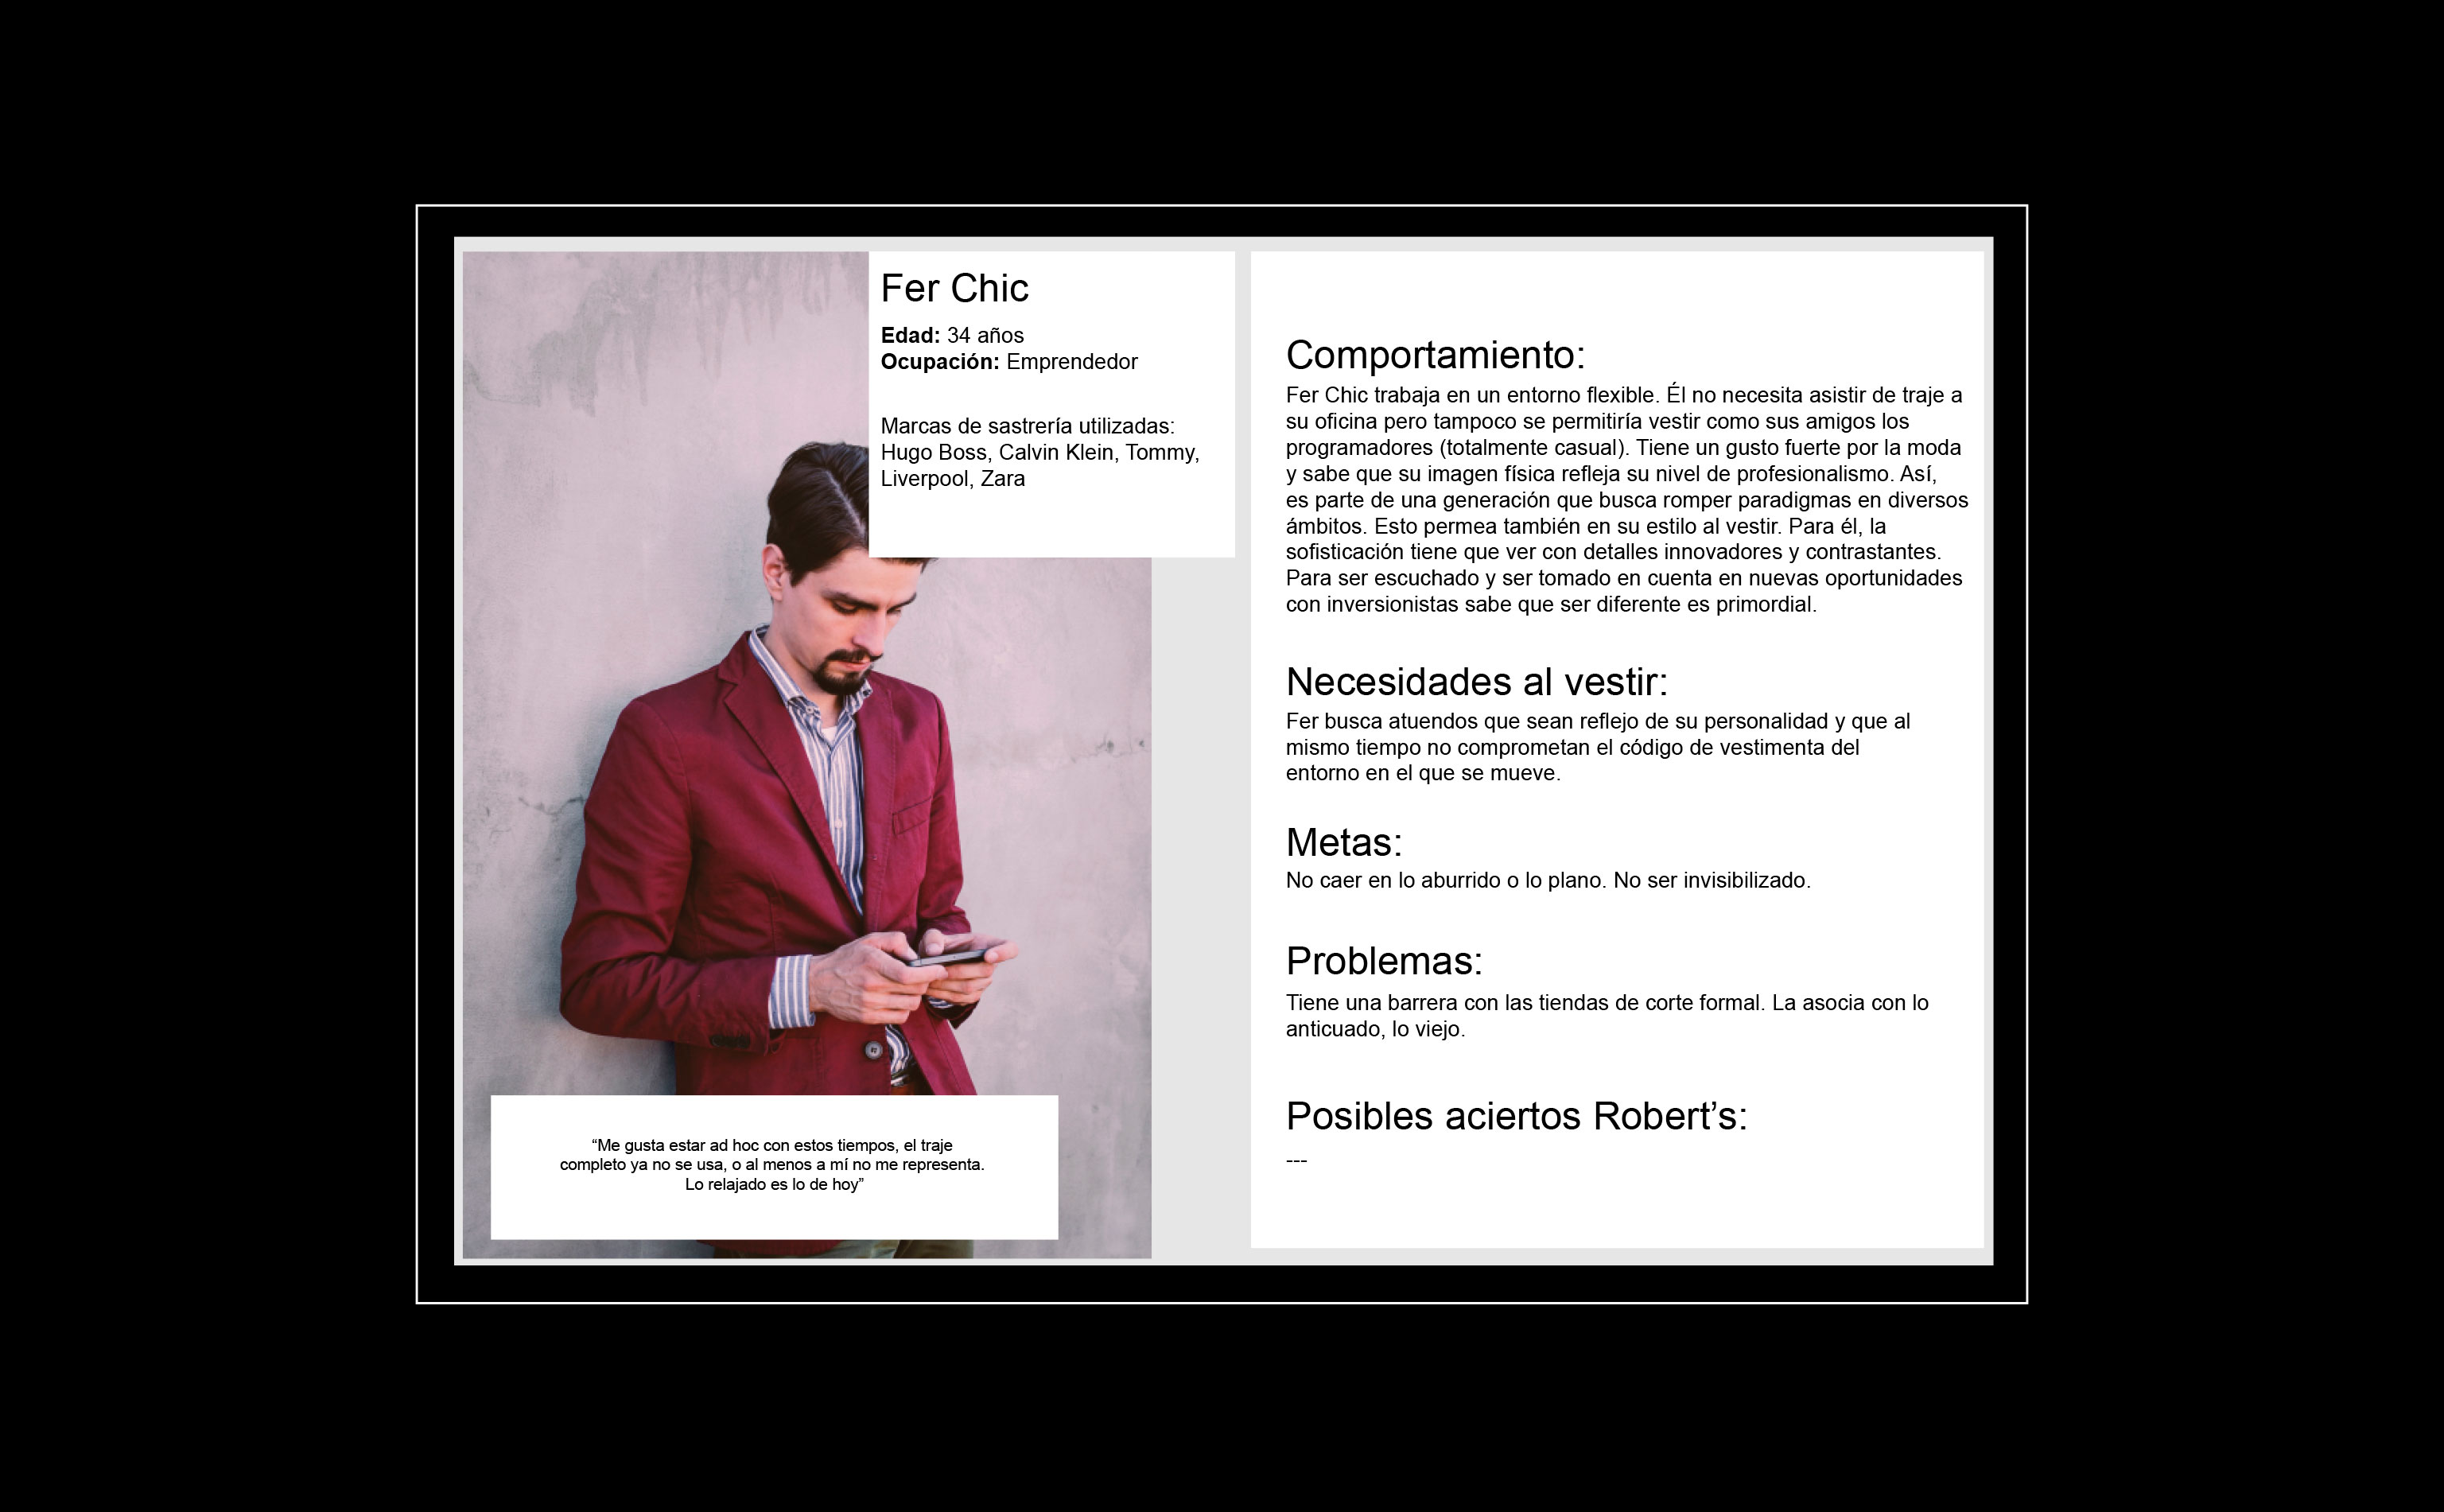 Fer Chic
Edad: 34 años
Ocupación: Emprendedor
Marcas de sastrería utilizadas:
Hugo Boss, Calvin Klein, Tommy,
Liverpool, Zara
“Me gusta estar ad hoc con estos tiempos, el traje
completo ya no se usa, o al menos a mí no me representa.
Lo relajado es lo de hoy”
Comportamiento:
Fer Chic trabaja en un entorno flexible. Él no necesita asistir de traje a
su oficina pero tampoco se permitiría vestir como sus amigos los
programadores (totalmente casual). Tiene un gusto fuerte por la moda
y sabe que su imagen física refleja su nivel de profesionalismo. Así,
es parte de una generación que busca romper paradigmas en diversos
ámbitos. Esto permea también en su estilo al vestir. Para él, la
sofisticación tiene que ver con detalles innovadores y contrastantes.
Para ser escuchado y ser tomado en cuenta en nuevas oportunidades
con inversionistas sabe que ser diferente es primordial.
Necesidades al vestir:
Fer busca atuendos que sean reflejo de su personalidad y que al
mismo tiempo no comprometan el código de vestimenta del
entorno en el que se mueve.
Metas:
No caer en lo aburrido o lo plano. No ser invisibilizado.
Problemas:
Tiene una barrera con las tiendas de corte formal. La asocia con lo
anticuado, lo viejo.
Posibles aciertos Robert’s:
---